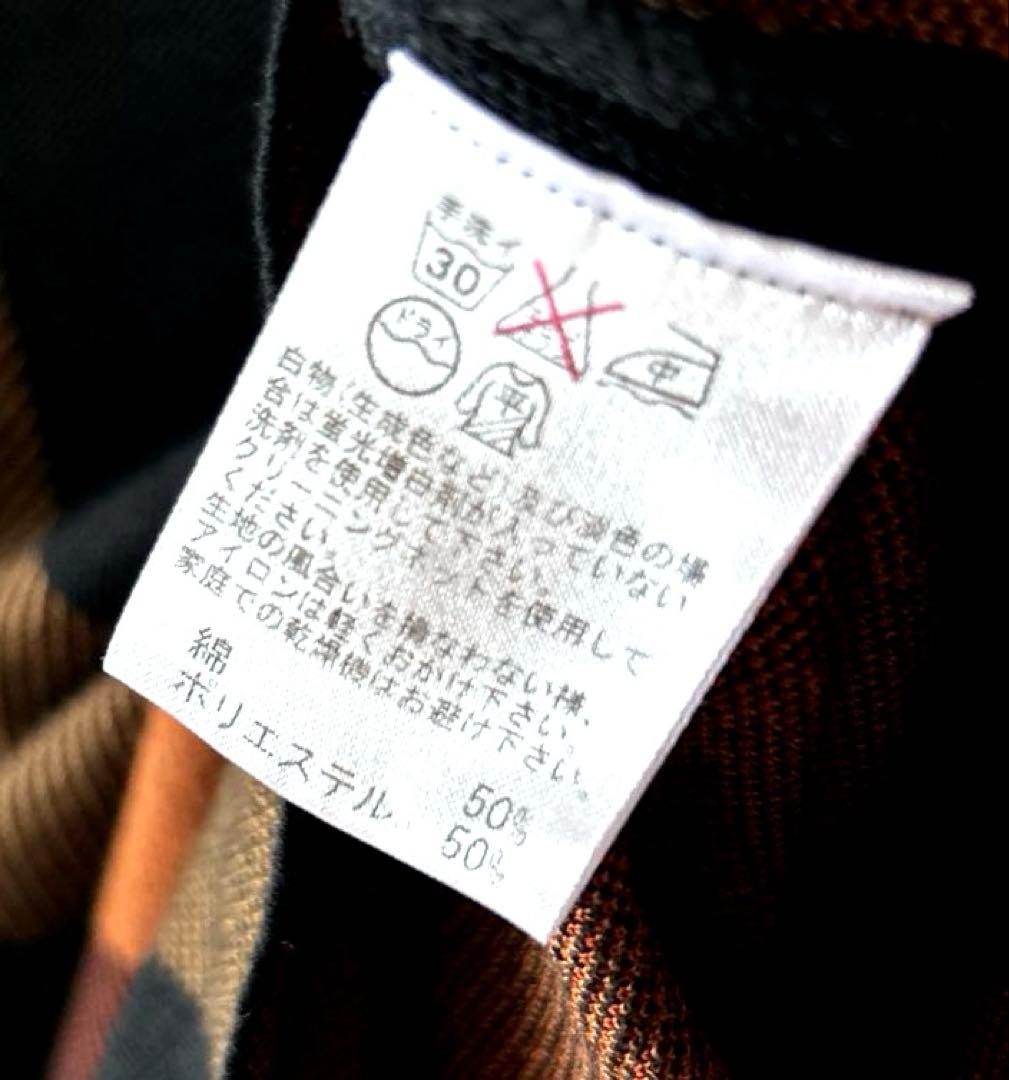 手洗イ
30
中
ドライ
平
白物、生成色など、及び淡色の場
合は蛍光増白剤が入っていない
洗剤を使用して下さい。
クリーニングネットを使用して
ください。
生地の風合いを損なわない様、
アイロンは軽くおかけ下さい。
家庭での乾燥機はお避け下さい。
綿 50%
ポリエステル 50%